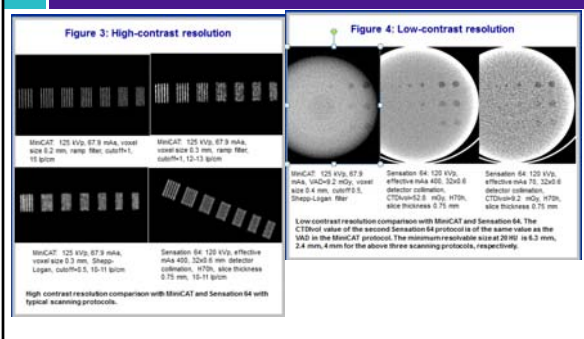 Figure 3: High-contrast resolution
MiniCAT: 125 kVp, 67.9 mAs, voxel
size 0.2 mm, ramp filter, cutoff=1,
15 lp/cm
MiniCAT: 125 kVp, 67.9 mAs, voxel
size 0.3 mm, ramp filter,
cutoff=1, 12-13 lp/cm
MiniCAT: 125 kVp, 67.9 mAs,
voxel size 0.3 mm, Shepp-
Logan, cutoff=0.5, 10-11 lp/cm
Sensation 64: 120 kVp, effective
mAs 400, 32x0.6 mm detector
collimation, H70h, slice thickness
0.75 mm, 10-11 lp/cm
High contrast resolution comparison with MiniCAT and Sensation 64 with
typical scanning protocols.
Figure 4: Low-contrast resolution
MiniCAT: 125 kVp, 67.9
mAs, VAD=9.2 mGy, voxel
size 0.4 mm, cutoff 0.5,
Shepp-Logan filter
Sensation 64: 120 kVp,
effective mAs 400, 32x0.6
detector collimation,
CTDIvol=52.8 mGy, H70h,
slice thickness 0.75 mm
Sensation 64: 120 kVp,
effective mAs 70, 32x0.6
detector collimation,
CTDIvol=9.2 mGy, H70h,
slice thickness 0.75 mm
Low contrast resolution comparison with MiniCAT and Sensation 64. The
CTDIvol value of the second Sensation 64 protocol is of the same value as the
VAD in the MiniCAT protocol. The minimum resolvable size at 20 HU is 6.3 mm,
2.4 mm, 4 mm for the above three scanning protocols, respectively.